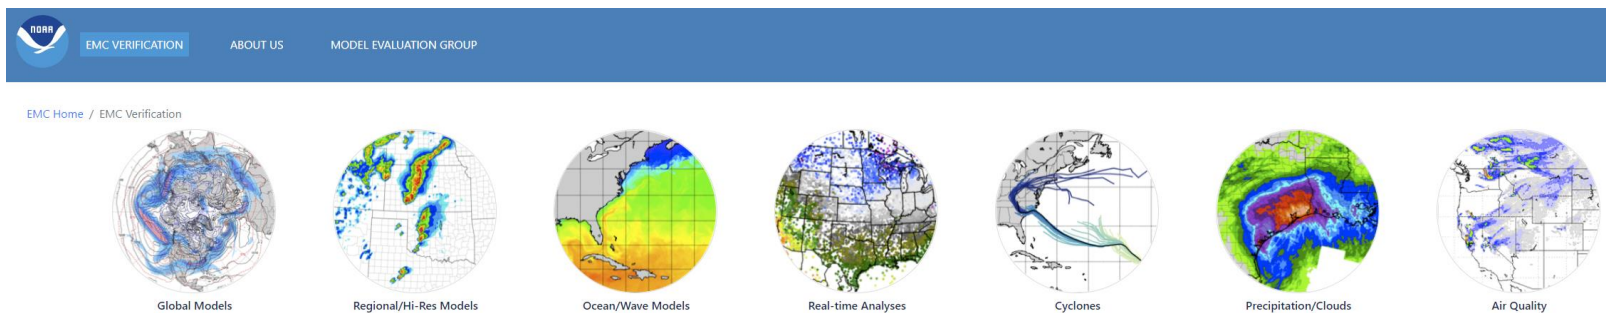 NOAA
EMC VERIFICATION
ABOUT US
MODEL EVALUATION GROUP
EMC Home / EMC Verification
Global Models
Regional/Hi-Res Models
Ocean/Wave Models
Real-time Analyses
Cyclones
Precipitation/Clouds
Air Quality